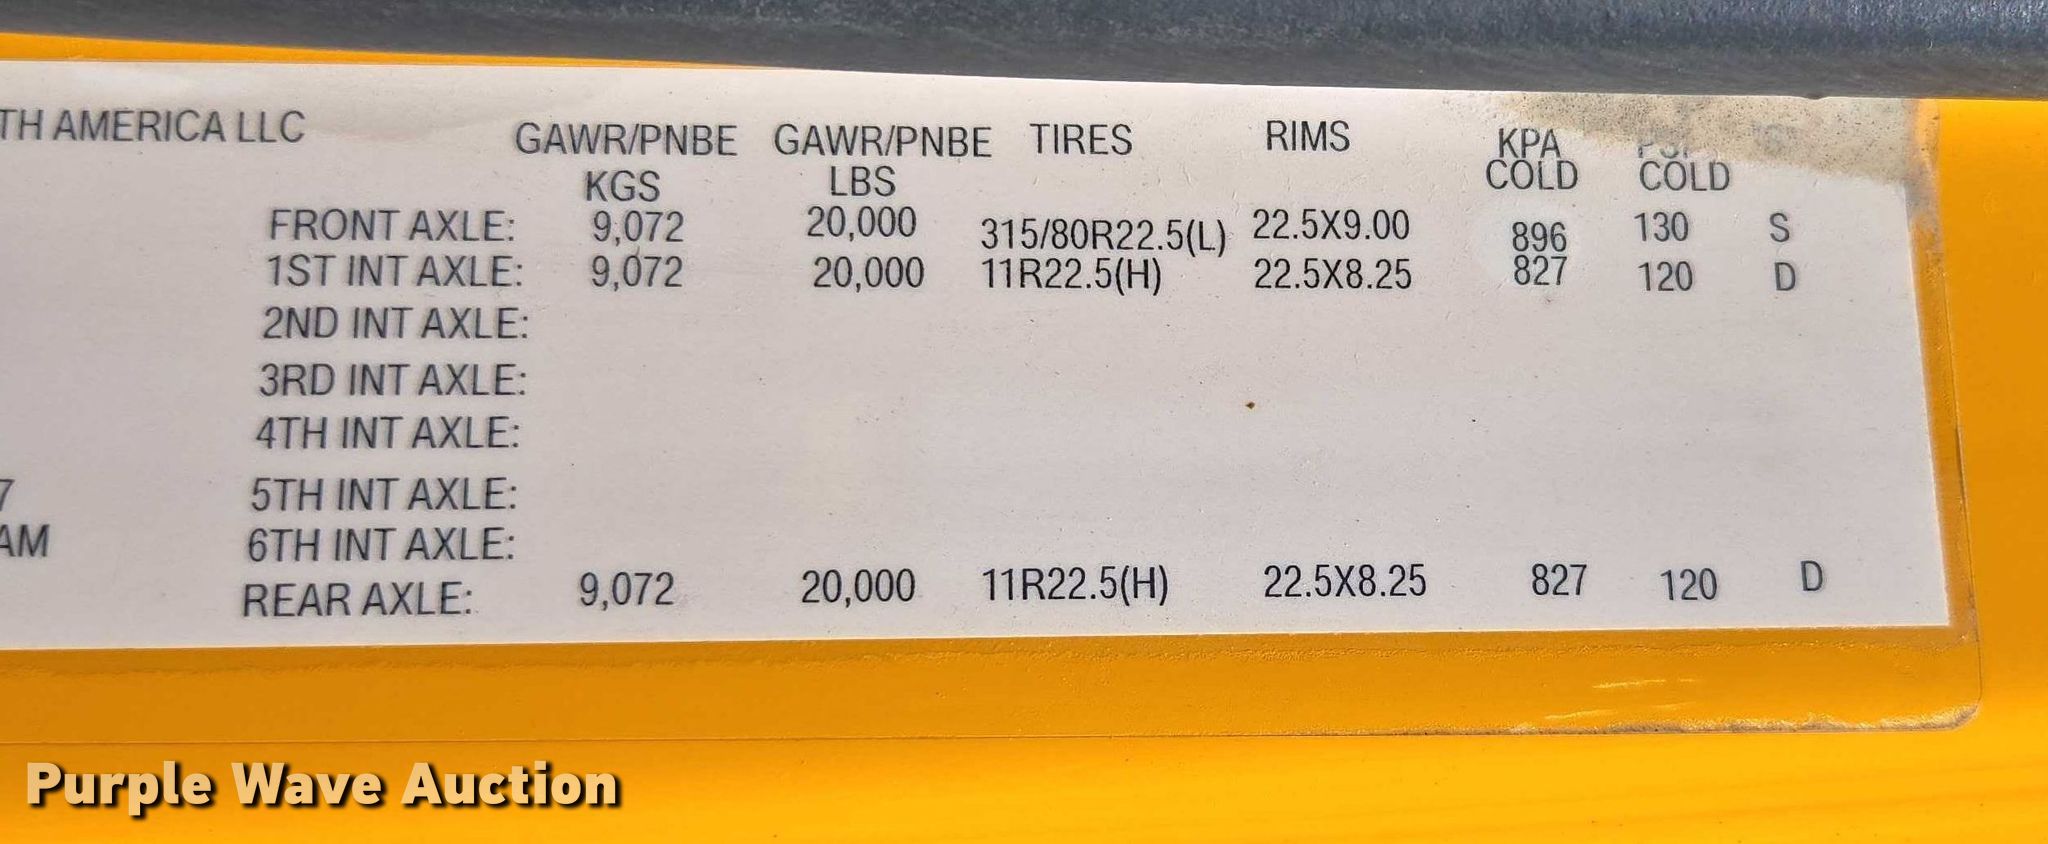 TH AMERICA LLC
GAWR/PNBE GAWR/PNBE TIRES RIMS KPA PSI
KGS LBS COLD COLD
FRONT AXLE: 9,072 20,000 315/80R22.5(L) 22.5X9.00 896 130 S
1ST INT AXLE: 9,072 20,000 11R22.5(H) 22.5X8.25 827 120 D
2ND INT AXLE:
3RD INT AXLE:
4TH INT AXLE:
7 5TH INT AXLE:
AM 6TH INT AXLE:
REAR AXLE: 9,072 20,000 11R22.5(H) 22.5X8.25 827 120 D
Purple Wave Auction